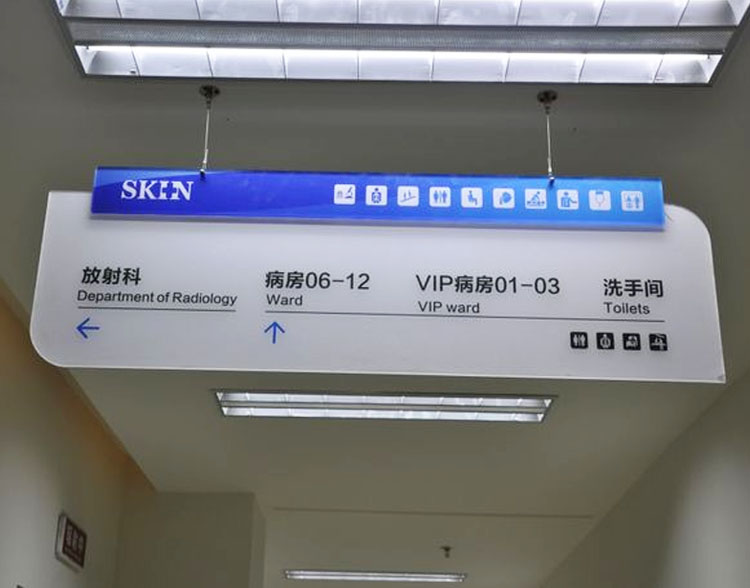 SKIN
放射科
Department of Radiology
病房06-12
Ward
VIP病房01-03
VIP ward
洗手间
Toilets